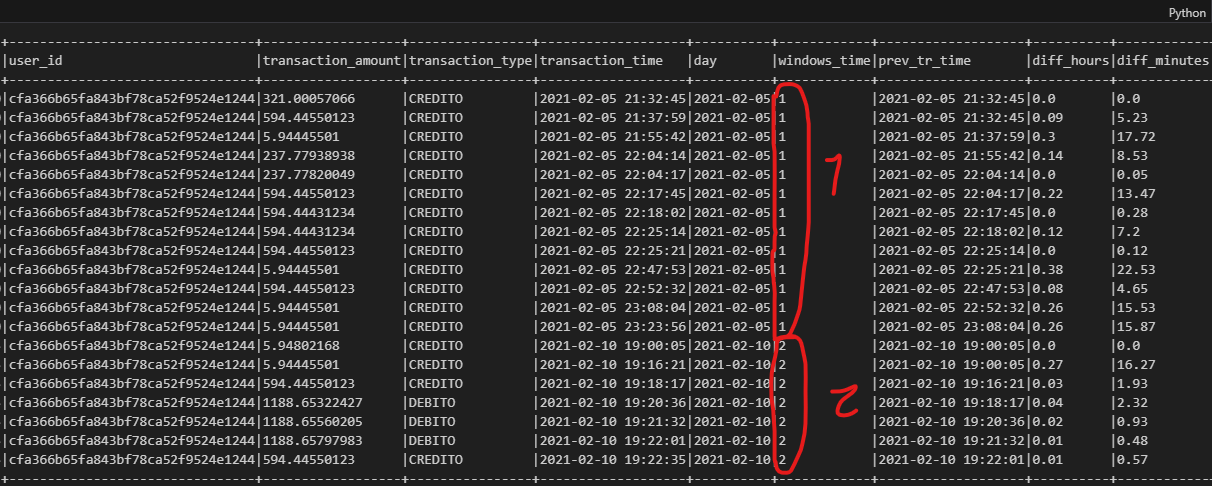 Python
+-------------------------------+------------------+----------------+-------------------+----------+------------+-------------------+----------+------------
|user_id                        |transaction_amount|transaction_type|transaction_time   |day       |windows_time|prev_tr_time       |diff_hours|diff_minutes
+-------------------------------+------------------+----------------+-------------------+----------+------------+-------------------+----------+------------
|cfa366b65fa843bf78ca52f9524e1244|321.00057066|CREDITO|2021-02-05 21:32:45|2021-02-05|1|2021-02-05 21:32:45|0.0|0.0
|cfa366b65fa843bf78ca52f9524e1244|594.44550123|CREDITO|2021-02-05 21:37:59|2021-02-05|1|2021-02-05 21:32:45|0.09|5.23
|cfa366b65fa843bf78ca52f9524e1244|5.94445501|CREDITO|2021-02-05 21:55:42|2021-02-05|1|2021-02-05 21:37:59|0.3|17.72
|cfa366b65fa843bf78ca52f9524e1244|237.77938938|CREDITO|2021-02-05 22:04:14|2021-02-05|1|2021-02-05 21:55:42|0.14|8.53
|cfa366b65fa843bf78ca52f9524e1244|237.77820049|CREDITO|2021-02-05 22:04:17|2021-02-05|1|2021-02-05 22:04:14|0.0|0.05
|cfa366b65fa843bf78ca52f9524e1244|594.44550123|CREDITO|2021-02-05 22:17:45|2021-02-05|1|2021-02-05 22:04:17|0.22|13.47
|cfa366b65fa843bf78ca52f9524e1244|594.44431234|CREDITO|2021-02-05 22:18:02|2021-02-05|1|2021-02-05 22:17:45|0.0|0.28
|cfa366b65fa843bf78ca52f9524e1244|594.44431234|CREDITO|2021-02-05 22:25:14|2021-02-05|1|2021-02-05 22:18:02|0.12|7.2
|cfa366b65fa843bf78ca52f9524e1244|594.44550123|CREDITO|2021-02-05 22:25:21|2021-02-05|1|2021-02-05 22:25:14|0.0|0.12
|cfa366b65fa843bf78ca52f9524e1244|5.94445501|CREDITO|2021-02-05 22:47:53|2021-02-05|1|2021-02-05 22:25:21|0.38|22.53
|cfa366b65fa843bf78ca52f9524e1244|594.44550123|CREDITO|2021-02-05 22:52:32|2021-02-05|1|2021-02-05 22:47:53|0.08|4.65
|cfa366b65fa843bf78ca52f9524e1244|5.94445501|CREDITO|2021-02-05 23:08:04|2021-02-05|1|2021-02-05 22:52:32|0.26|15.53
|cfa366b65fa843bf78ca52f9524e1244|5.94445501|CREDITO|2021-02-05 23:23:56|2021-02-05|1|2021-02-05 23:08:04|0.26|15.87
|cfa366b65fa843bf78ca52f9524e1244|5.94802168|CREDITO|2021-02-10 19:00:05|2021-02-10|2|2021-02-10 19:00:05|0.0|0.0
|cfa366b65fa843bf78ca52f9524e1244|5.94445501|CREDITO|2021-02-10 19:16:21|2021-02-10|2|2021-02-10 19:00:05|0.27|16.27
|cfa366b65fa843bf78ca52f9524e1244|594.44550123|CREDITO|2021-02-10 19:18:17|2021-02-10|2|2021-02-10 19:16:21|0.03|1.93
|cfa366b65fa843bf78ca52f9524e1244|1188.65322427|DEBITO|2021-02-10 19:20:36|2021-02-10|2|2021-02-10 19:18:17|0.04|2.32
|cfa366b65fa843bf78ca52f9524e1244|1188.65560205|DEBITO|2021-02-10 19:21:32|2021-02-10|2|2021-02-10 19:20:36|0.02|0.93
|cfa366b65fa843bf78ca52f9524e1244|1188.65797983|DEBITO|2021-02-10 19:22:01|2021-02-10|2|2021-02-10 19:21:32|0.01|0.48
|cfa366b65fa843bf78ca52f9524e1244|594.44550123|CREDITO|2021-02-10 19:22:35|2021-02-10|2|2021-02-10 19:22:01|0.01|0.57
1
2